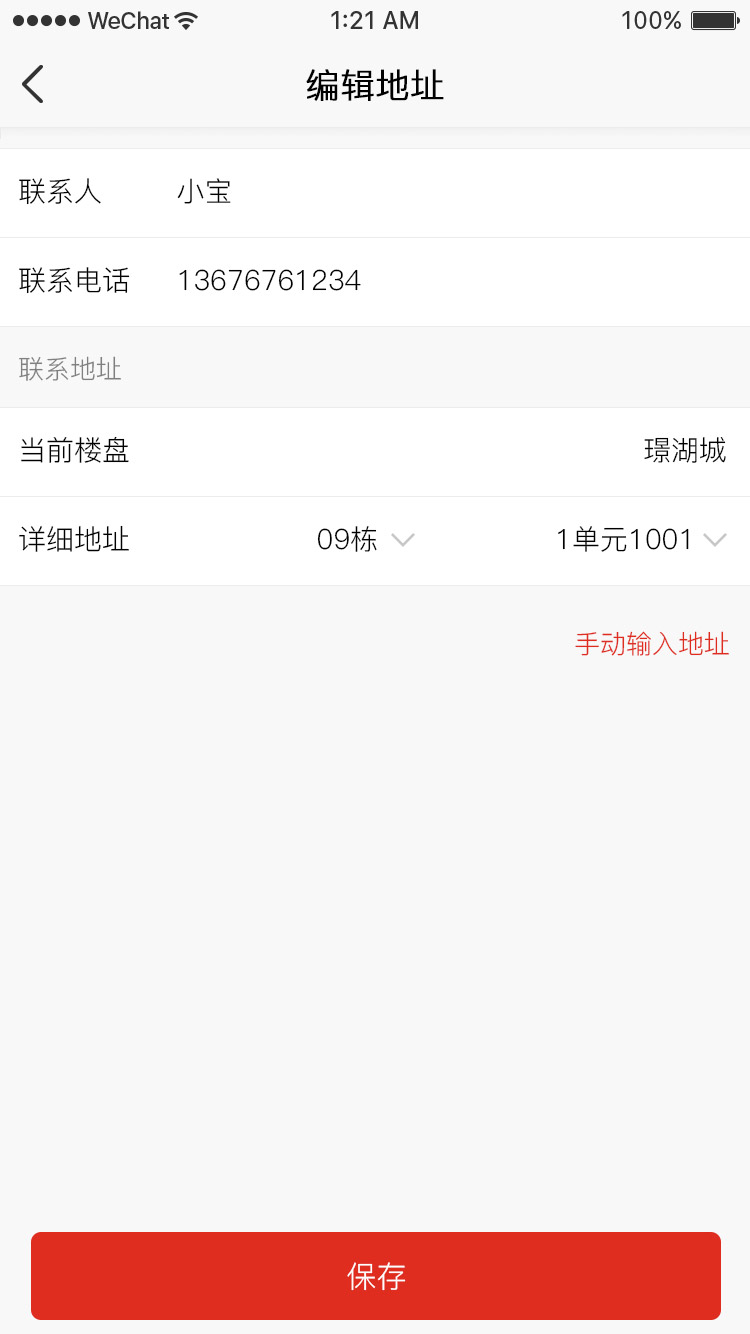 WeChat 1:21 AM 100%
编辑地址
联系人 小宝
联系电话 13676761234
联系地址
当前楼盘 璟湖城
详细地址 09栋 1单元1001
手动输入地址
保存